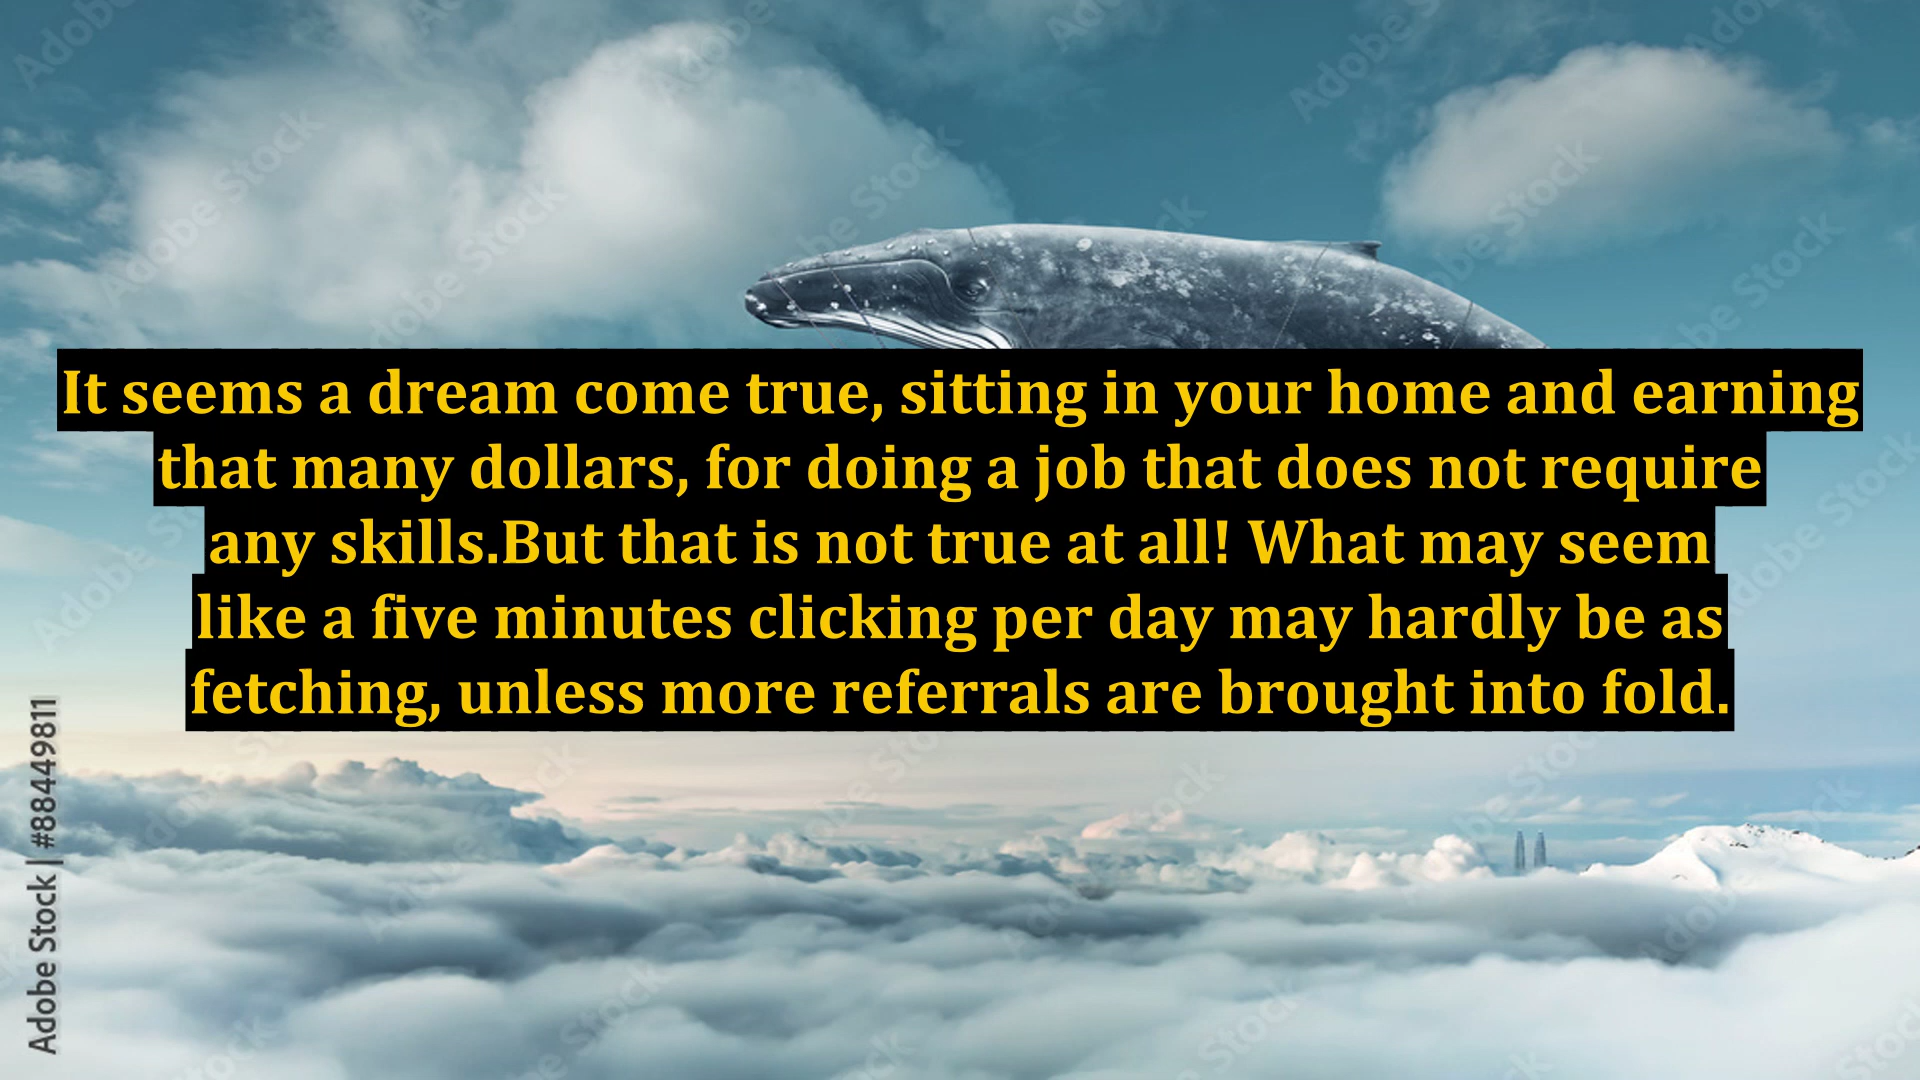 It seems a dream come true, sitting in your home and earning
that many dollars, for doing a job that does not require
any skills.But that is not true at all! What may seem
like a five minutes clicking per day may hardly be as
fetching, unless more referrals are brought into fold.
Adobe Stock | #88449811
Adobe Stock